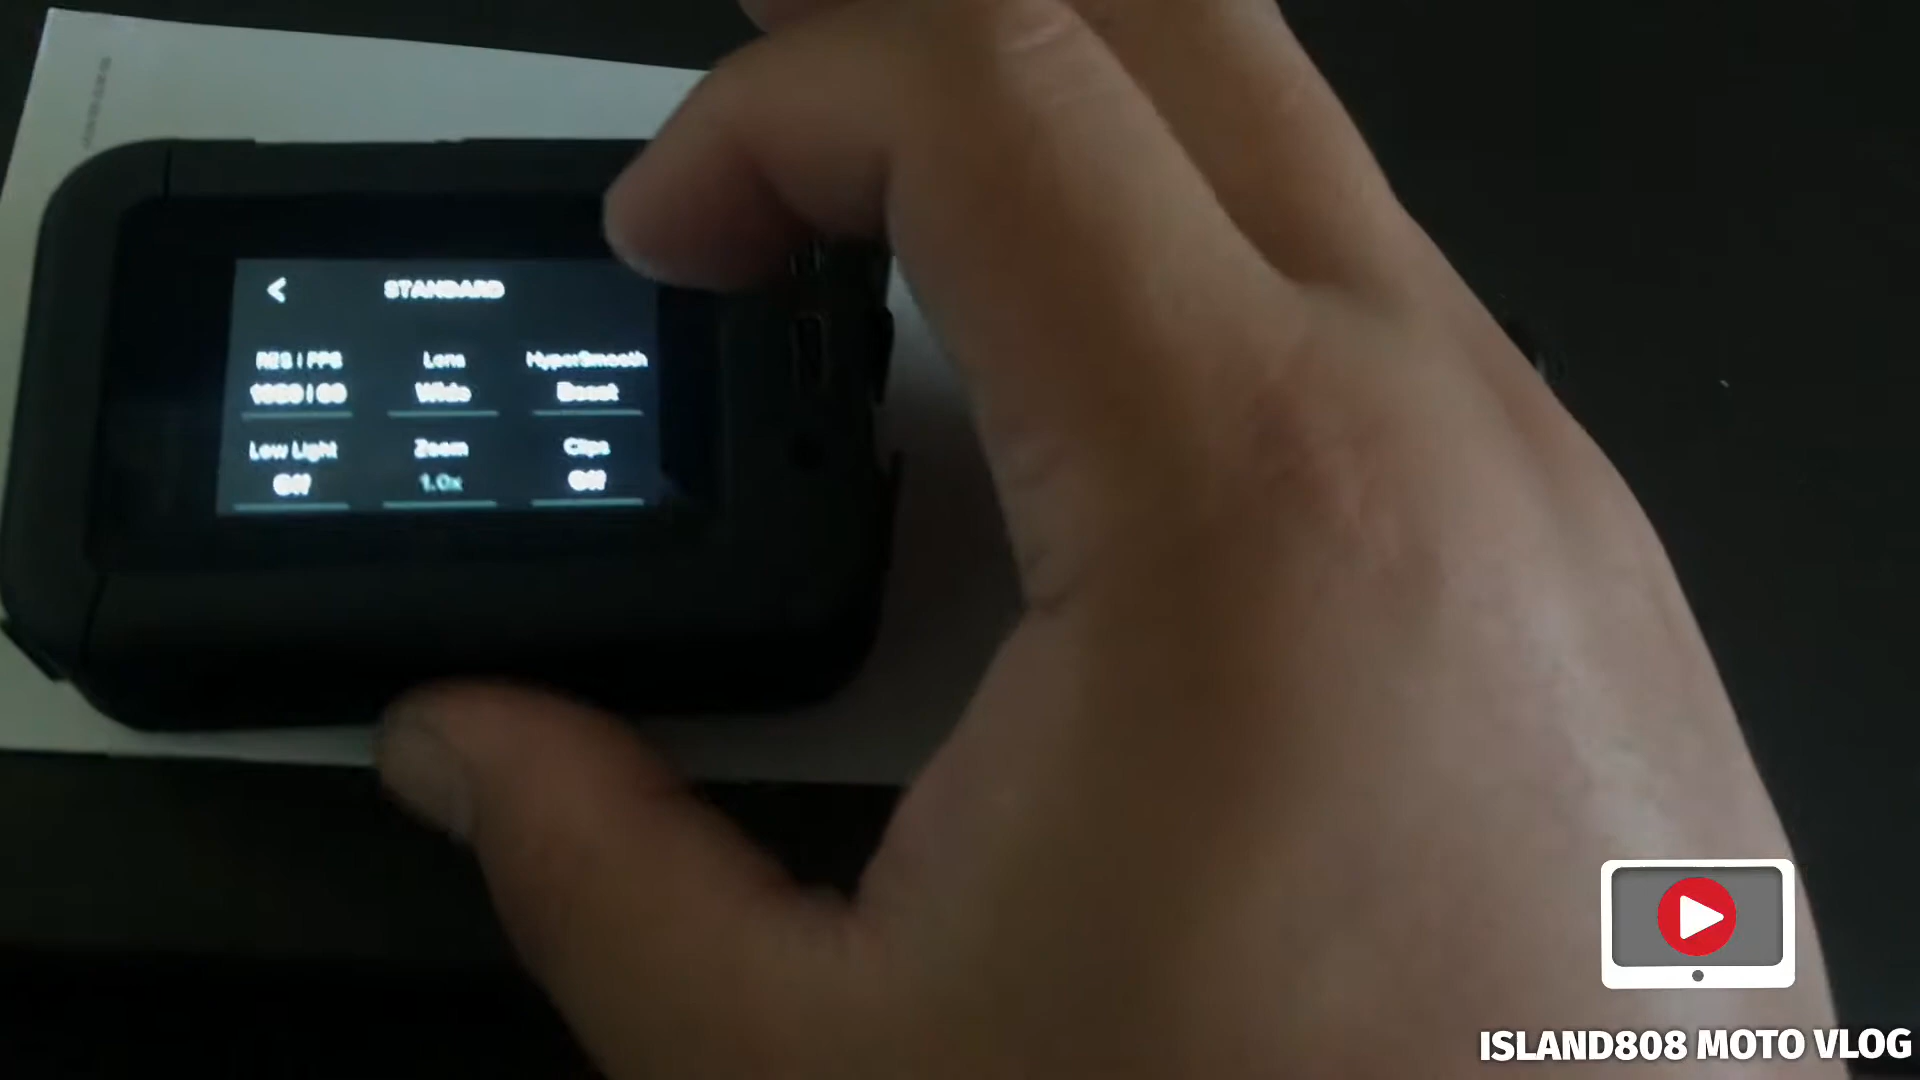 < STANDARD
RES | FPS Lens HyperSmooth
1080 | 60 Wide Boost
Low Light Zoom Clips
Off 1.0x Off
ISLAND808 MOTO VLOG